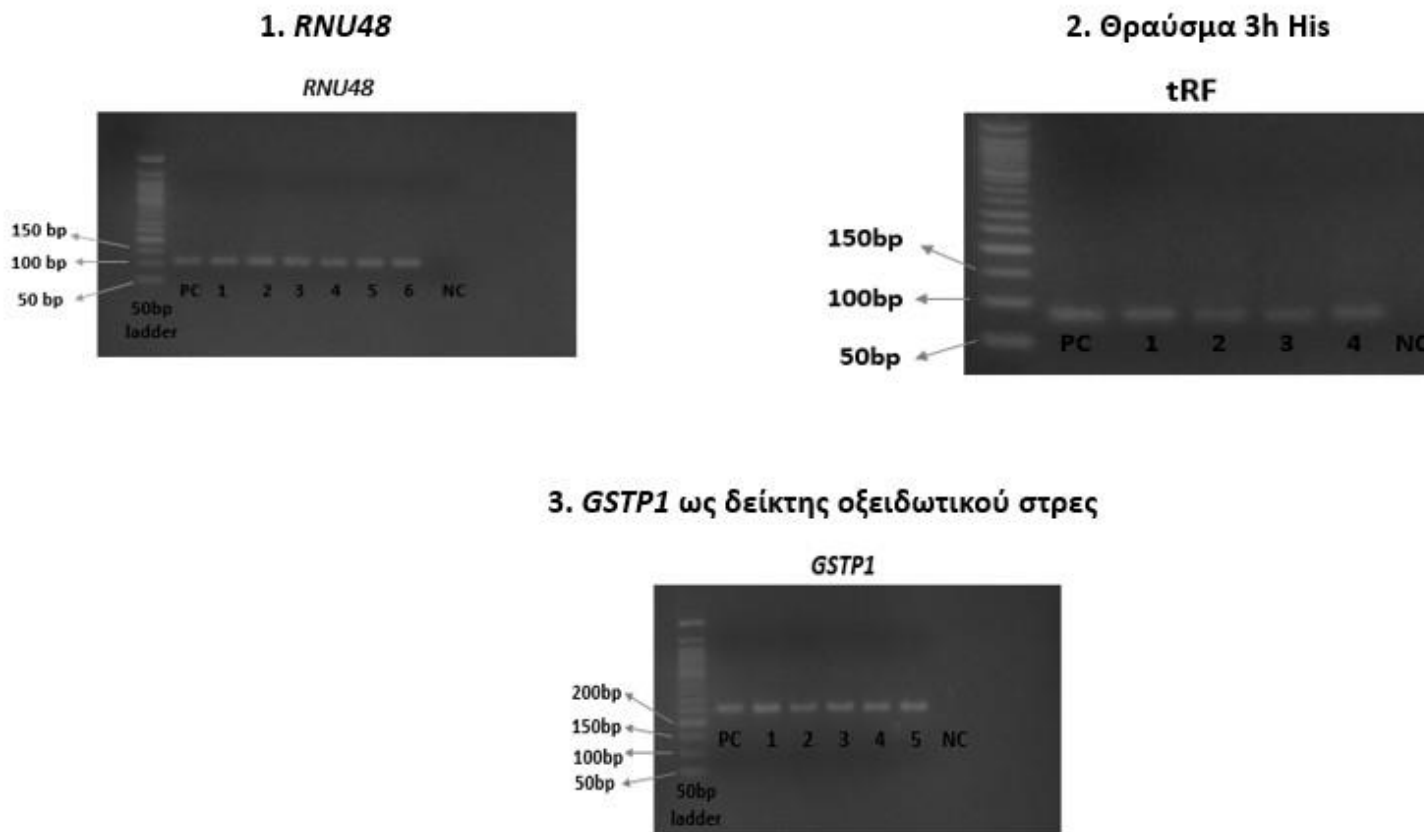 1. RNU48
RNU48
150 bp
100 bp
50 bp
PC 1 2 3 4 5 6 NC
50bp
ladder
2. Θραύσμα 3h His
tRF
150bp
100bp
50bp
PC 1 2 3 4 NC
3. GSTP1 ως δείκτης οξειδωτικού στρες
GSTP1
200bp
150bp
100bp
50bp
PC 1 2 3 4 5 NC
50bp
ladder